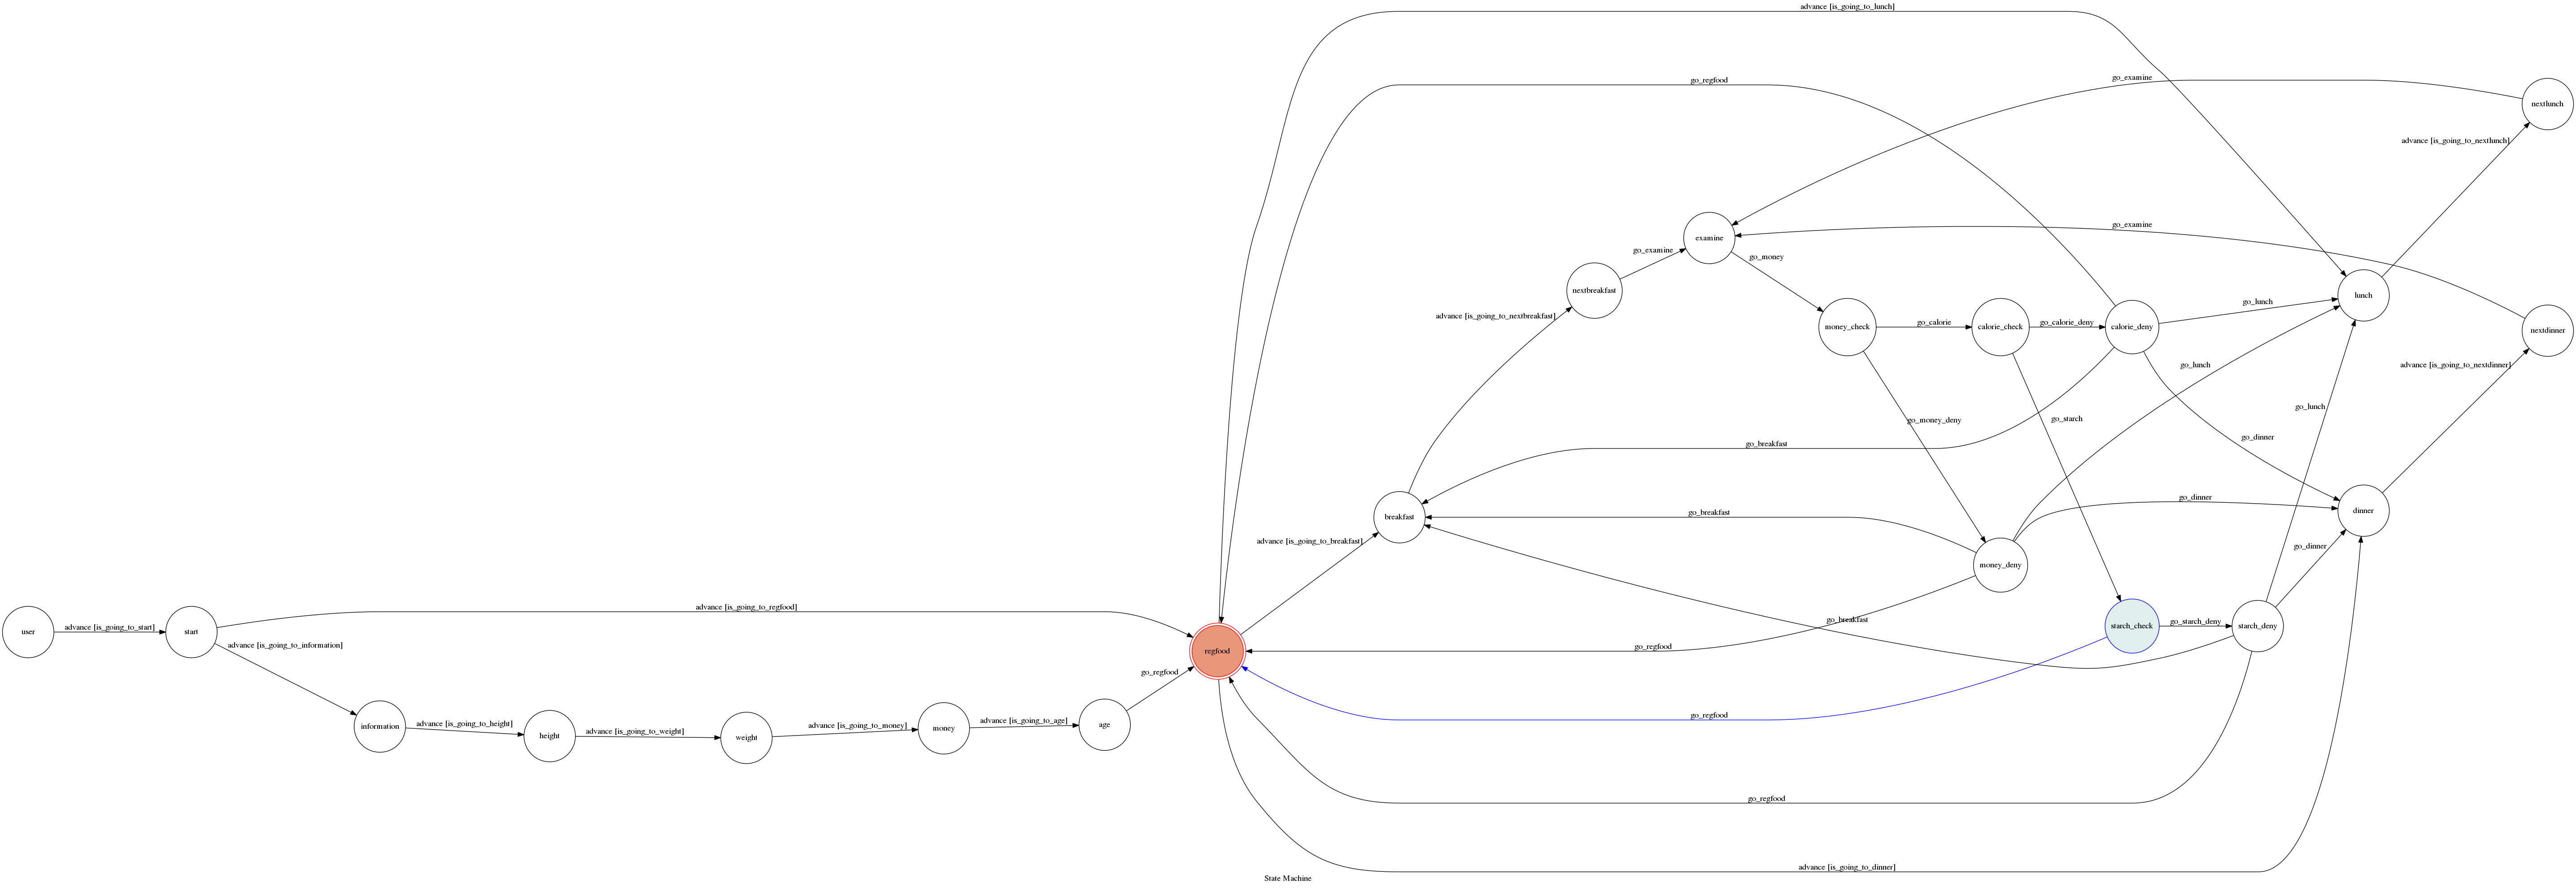 advance [is_going_to_lunch]
go_regfood
go_examine
nextlunch
advance [is_going_to_nextlunch]
examine
go_examine
go_examine
go_money
nextbreakfast
lunch
go_lunch
advance [is_going_to_nextbreakfast]
money_check
go_calorie
calorie_check
go_calorie_deny
calorie_deny
nextdinner
go_lunch
advance [is_going_to_nextdinner]
go_lunch
go_money_deny
go_starch
go_dinner
go_breakfast
go_dinner
breakfast
go_breakfast
dinner
advance [is_going_to_breakfast]
go_dinner
money_deny
advance [is_going_to_regfood]
go_breakfast
user
advance [is_going_to_start]
start
starch_check
go_starch_deny
starch_deny
advance [is_going_to_information]
regfood
go_regfood
go_regfood
go_regfood
information
advance [is_going_to_height]
height
advance [is_going_to_weight]
weight
advance [is_going_to_money]
money
advance [is_going_to_age]
age
go_regfood
advance [is_going_to_dinner]
State Machine